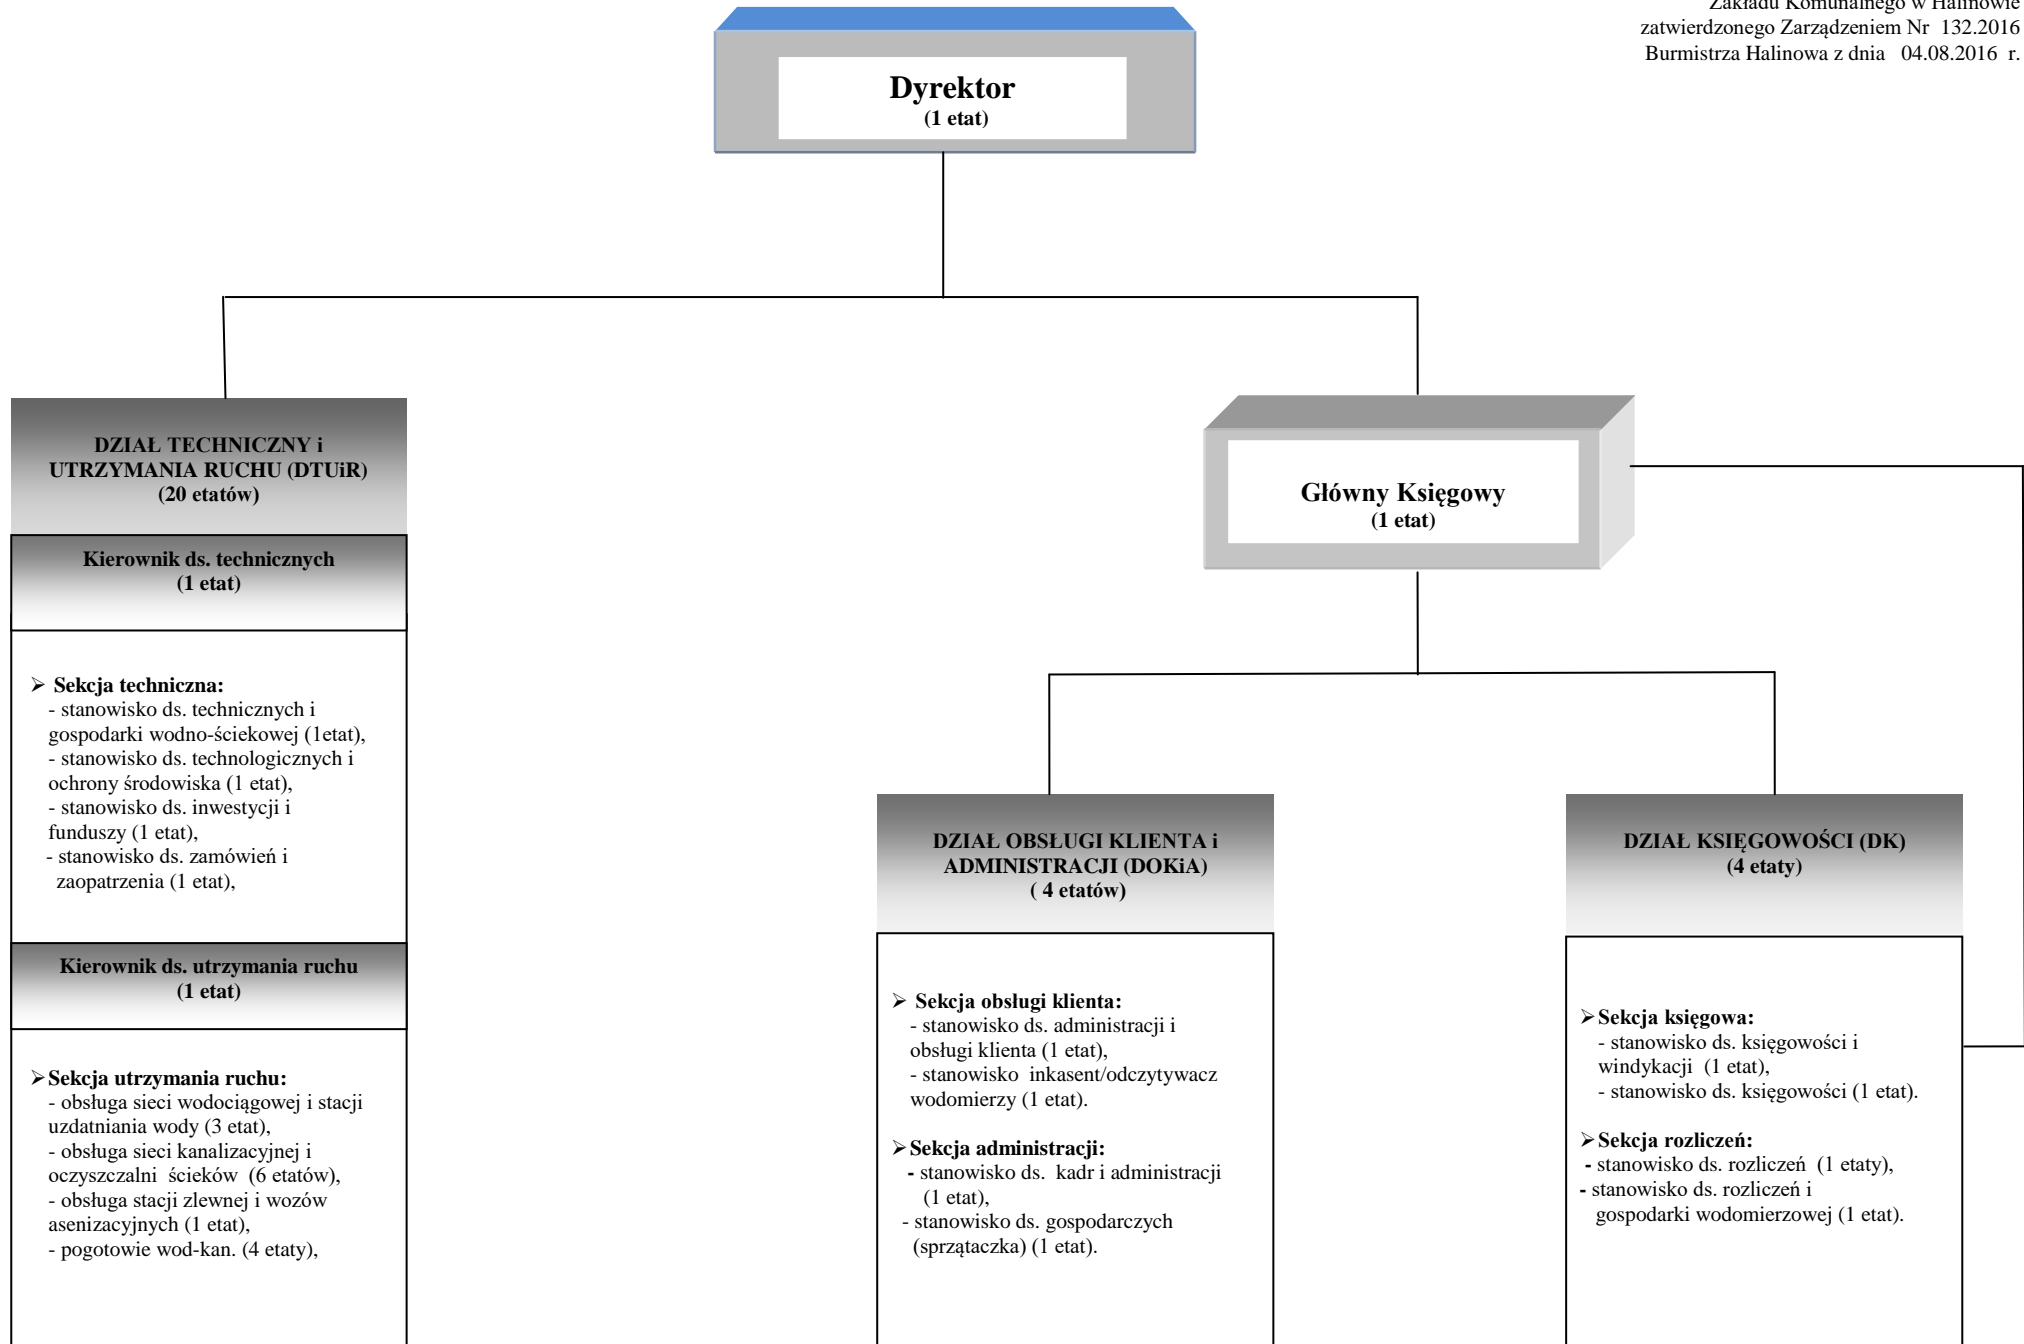 Zakładu Komunalnego w Halinowie
zatwierdzonego Zarządzeniem Nr 132.2016
Burmistrza Halinowa z dnia 04.08.2016 r.
Dyrektor
(1 etat)
DZIAŁ TECHNICZNY i
UTRZYMANIA RUCHU (DTUiR)
(20 etatów)
Kierownik ds. technicznych
(1 etat)
➢ Sekcja techniczna:
- stanowisko ds. technicznych i
gospodarki wodno-ściekowej (1etat),
- stanowisko ds. technologicznych i
ochrony środowiska (1 etat),
- stanowisko ds. inwestycji i
funduszy (1 etat),
- stanowisko ds. zamówień i
zaopatrzenia (1 etat),
Kierownik ds. utrzymania ruchu
(1 etat)
➢ Sekcja utrzymania ruchu:
- obsługa sieci wodociągowej i stacji
uzdatniania wody (3 etat),
- obsługa sieci kanalizacyjnej i
oczyszczalni ścieków (6 etatów),
- obsługa stacji zlewnej i wozów
asenizacyjnych (1 etat),
- pogotowie wod-kan. (4 etaty),
Główny Księgowy
(1 etat)
DZIAŁ OBSŁUGI KLIENTA i
ADMINISTRACJI (DOKiA)
( 4 etatów)
➢ Sekcja obsługi klienta:
- stanowisko ds. administracji i
obsługi klienta (1 etat),
- stanowisko inkasent/odczytywacz
wodomierzy (1 etat).
➢ Sekcja administracji:
- stanowisko ds. kadr i administracji
(1 etat),
- stanowisko ds. gospodarczych
(sprzątaczka) (1 etat).
DZIAŁ KSIĘGOWOŚCI (DK)
(4 etaty)
➢ Sekcja księgowa:
- stanowisko ds. księgowości i
windykacji (1 etat),
- stanowisko ds. księgowości (1 etat).
➢ Sekcja rozliczeń:
- stanowisko ds. rozliczeń (1 etaty),
- stanowisko ds. rozliczeń i
gospodarki wodomierzowej (1 etat).